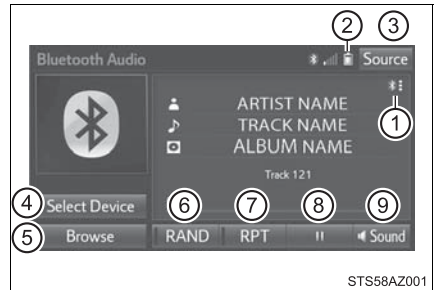 2
3
Bluetooth Audio
Source
1
ARTIST NAME
TRACK NAME
ALBUM NAME
Track 121
4
Select Device
6
7
8
9
5
Browse
RAND
RPT
Sound
STS58AZ001